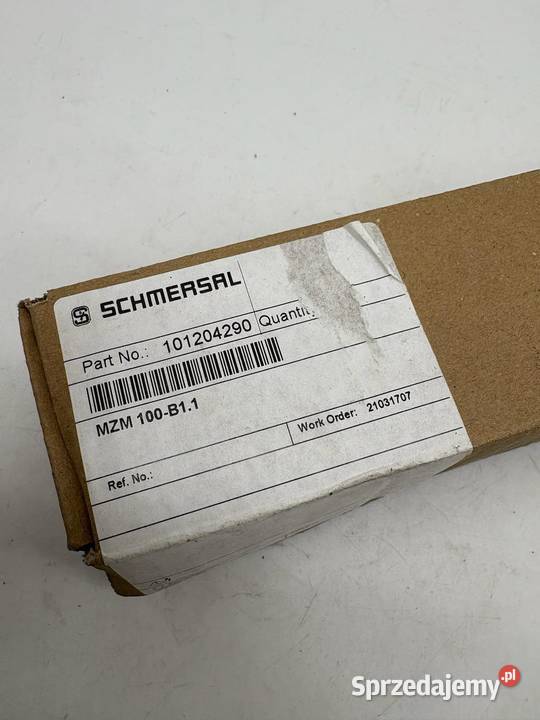 SCHMERSAL
Part No.: 101204290 Quantity
MZM 100-B1.1
Ref. No.: Work Order: 21031707
Sprzedajemy.pl